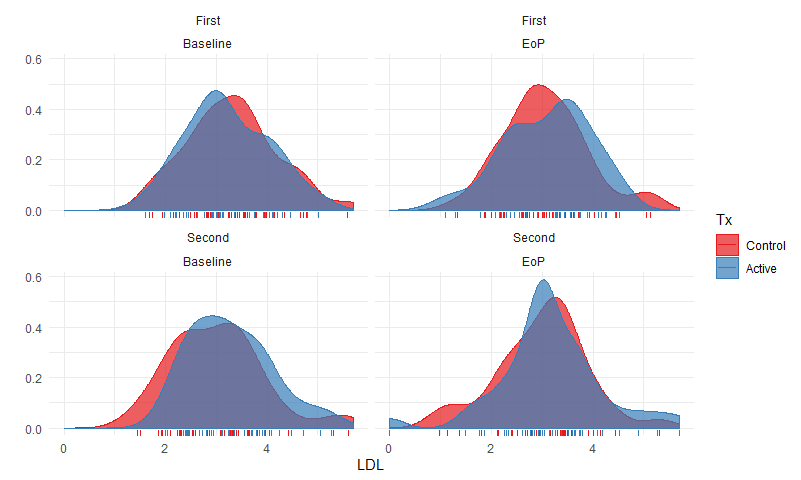 First First
Baseline EoP
0.6
0.4
0.2
0.0
Second Second
Baseline EoP
0.6
0.4
0.2
0.0
0 2 4 0 2 4
LDL
Tx
Control
Active